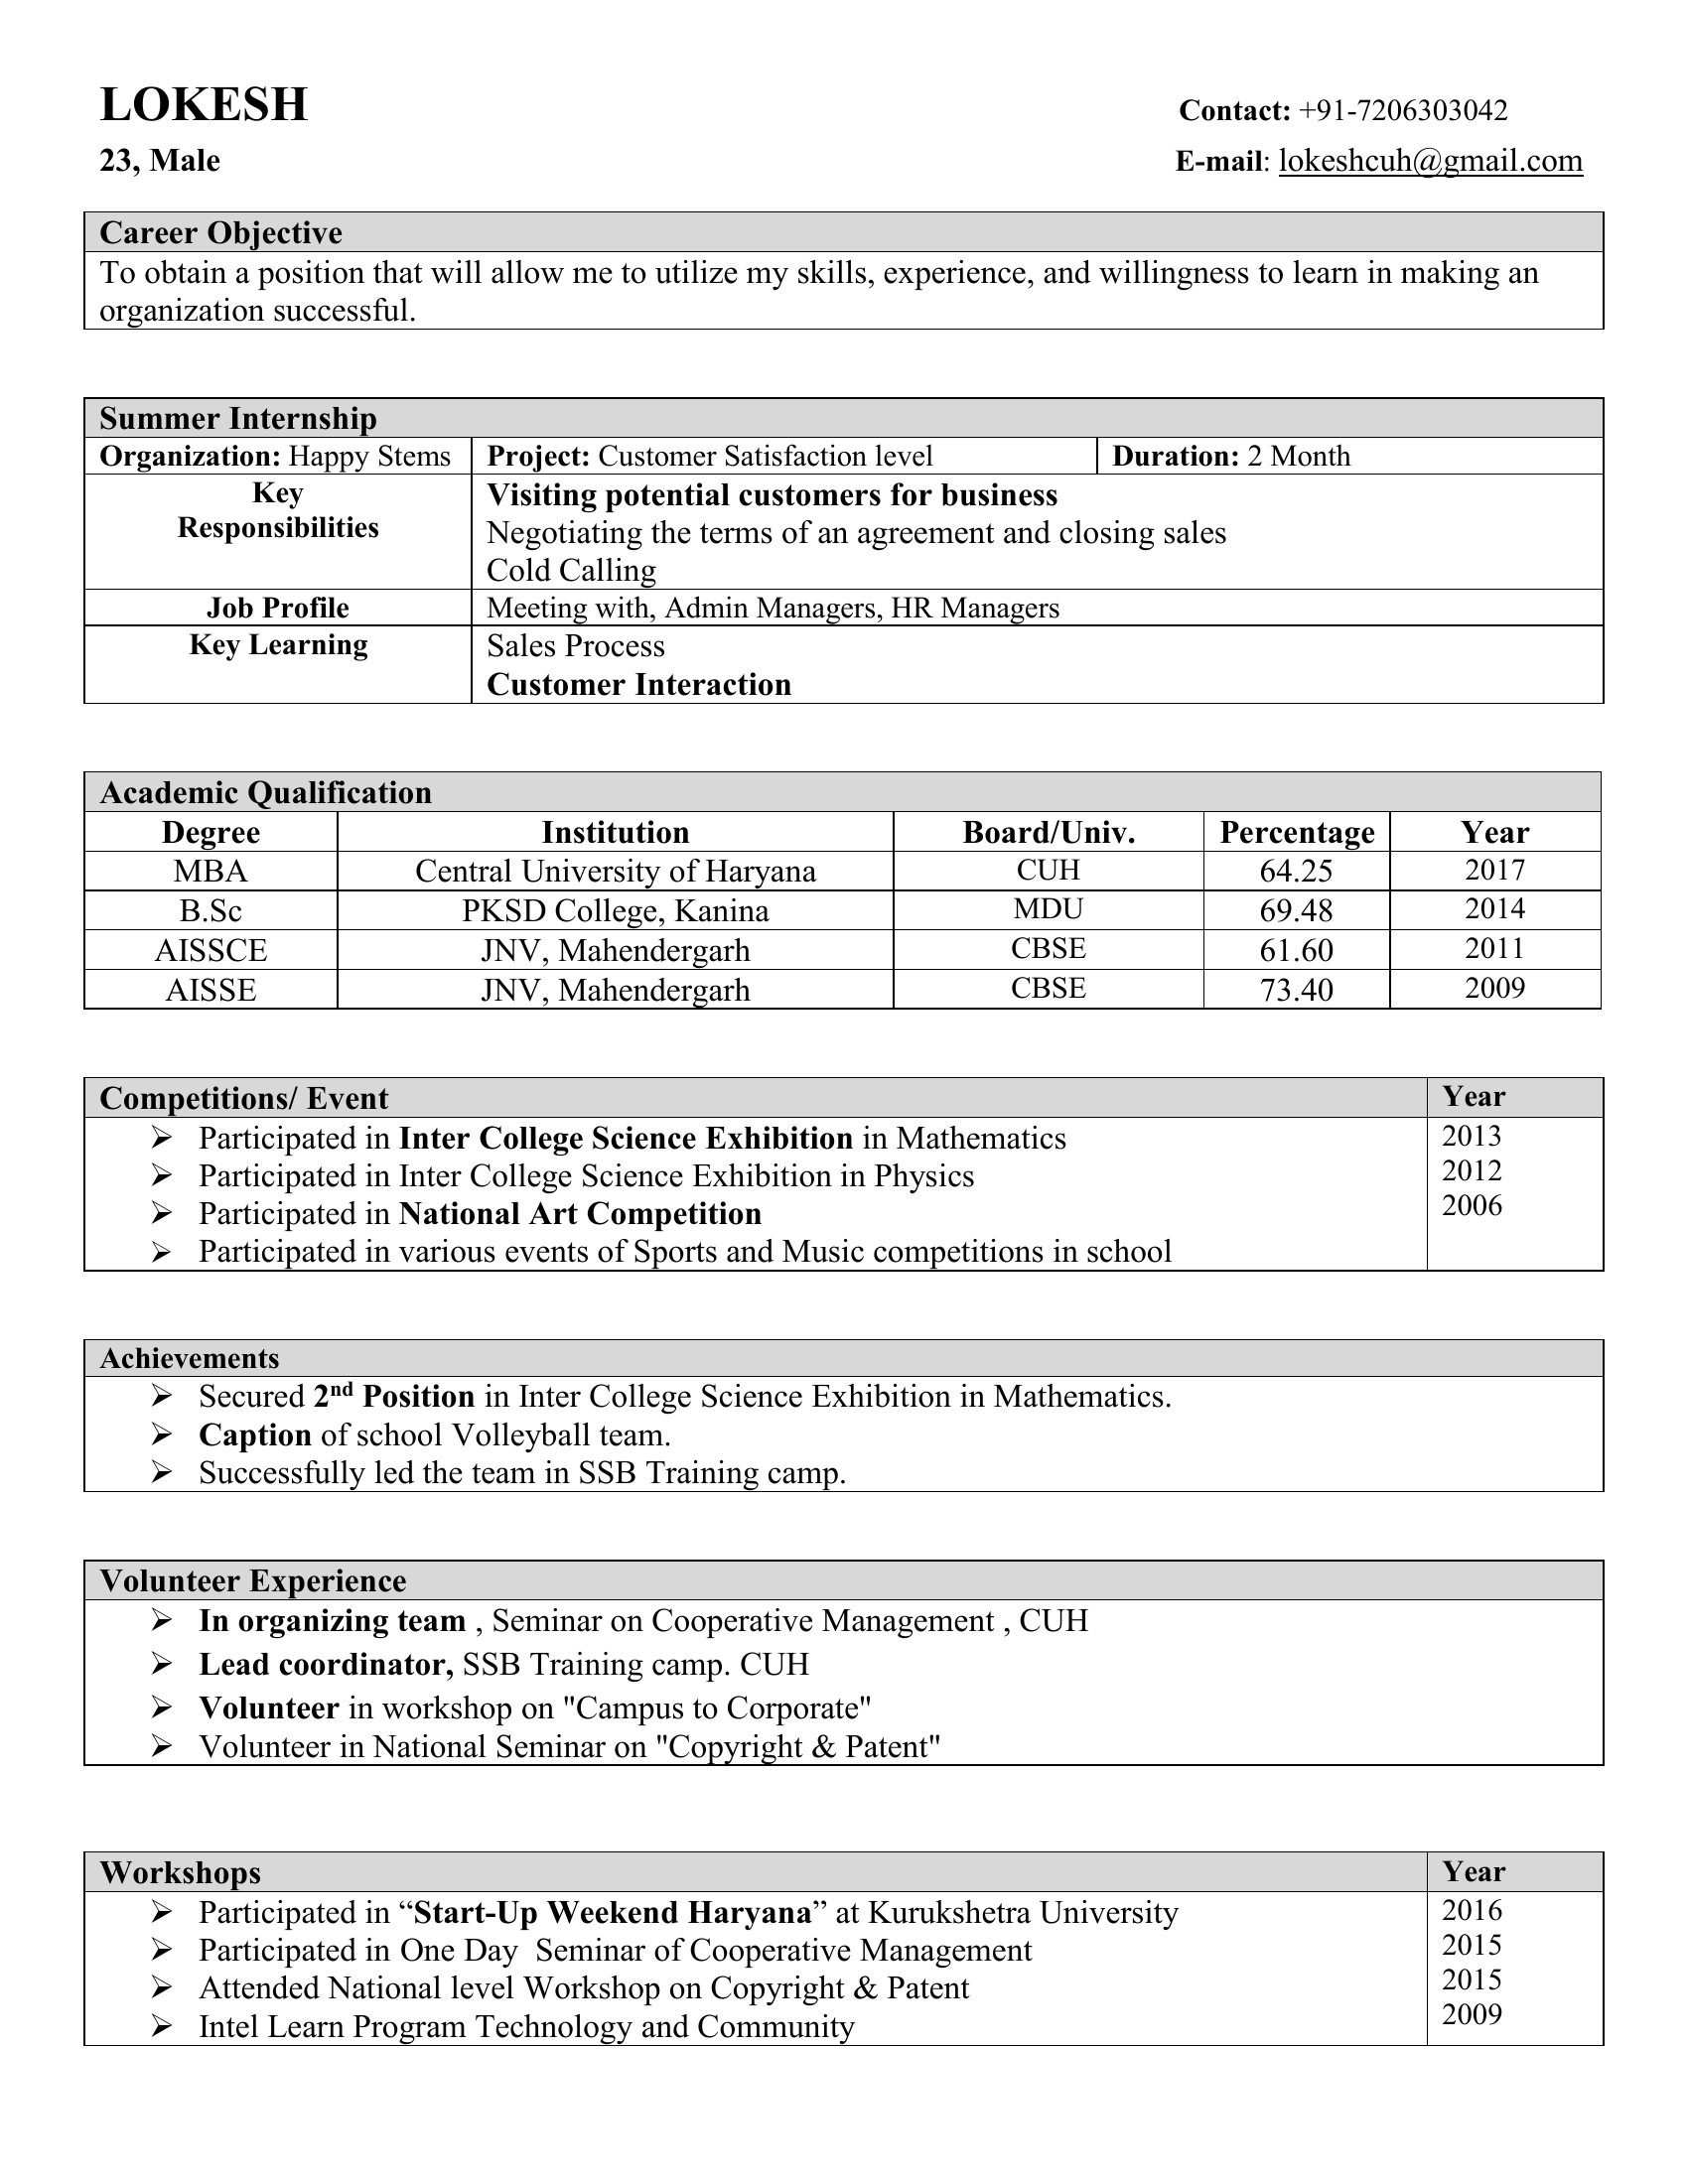 LOKESH
Contact: +91-7206303042
23, Male
E-mail: lokeshcuh@gmail.com
Career Objective
To obtain a position that will allow me to utilize my skills, experience, and willingness to learn in making an
organization successful.
Summer Internship
Organization: Happy Stems Project: Customer Satisfaction level Duration: 2 Month
Key
Responsibilities
Visiting potential customers for business
Negotiating the terms of an agreement and closing sales
Cold Calling
Job Profile Meeting with, Admin Managers, HR Managers
Key Learning Sales Process
Customer Interaction
Academic Qualification
Degree Institution Board/Univ. Percentage Year
MBA Central University of Haryana CUH 64.25 2017
B.Sc PKSD College, Kanina MDU 69.48 2014
AISSCE JNV, Mahendergarh CBSE 61.60 2011
AISSE JNV, Mahendergarh CBSE 73.40 2009
Competitions/ Event Year
➢ Participated in Inter College Science Exhibition in Mathematics 2013
➢ Participated in Inter College Science Exhibition in Physics 2012
➢ Participated in National Art Competition 2006
➢ Participated in various events of Sports and Music competitions in school
Achievements
➢ Secured 2nd Position in Inter College Science Exhibition in Mathematics.
➢ Caption of school Volleyball team.
➢ Successfully led the team in SSB Training camp.
Volunteer Experience
➢ In organizing team , Seminar on Cooperative Management , CUH
➢ Lead coordinator, SSB Training camp. CUH
➢ Volunteer in workshop on "Campus to Corporate"
➢ Volunteer in National Seminar on "Copyright & Patent"
Workshops Year
➢ Participated in “Start-Up Weekend Haryana” at Kurukshetra University 2016
➢ Participated in One Day Seminar of Cooperative Management 2015
➢ Attended National level Workshop on Copyright & Patent 2015
➢ Intel Learn Program Technology and Community 2009